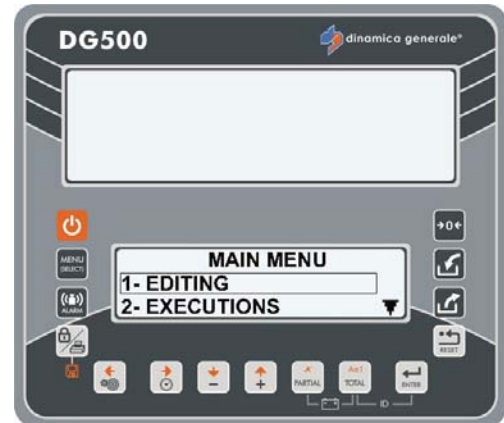 DG500
dinamica generale®
→0←
MENU
(SELECT)
MAIN MENU
1- EDITING
2- EXECUTIONS
ALARM
RESET
PARTIAL
TOTAL
ENTER
ID